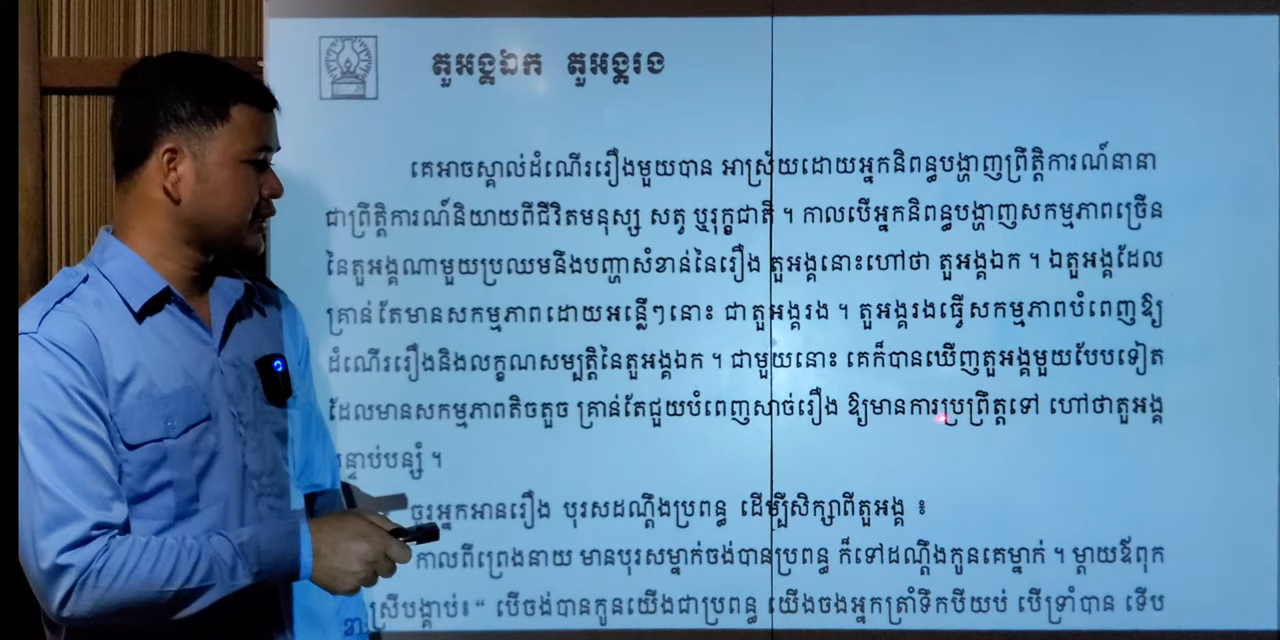 តួអង្គឯក តួអង្គរង
គេអាចស្គាល់ដំណើររឿងមួយបាន អាស្រ័យដោយអ្នកនិពន្ធបង្ហាញព្រឹត្តិការណ៍នានា
ជាព្រឹត្តិការណ៍និយាយពីជីវិតមនុស្ស សត្វ ឬរុក្ខជាតិ ។ កាលបើអ្នកនិពន្ធបង្ហាញសកម្មភាពច្រើន
នៃតួអង្គណាមួយប្រឈមនឹងបញ្ហាសំខាន់នៃរឿង តួអង្គនោះហៅថា តួអង្គឯក ។ ឯតួអង្គដែល
គ្រាន់តែមានសកម្មភាពដោយអន្លើៗនោះ ជាតួអង្គរង ។ តួអង្គរងធ្វើសកម្មភាពបំពេញឱ្យ
ដំណើររឿងនិងលក្ខណសម្បត្តិនៃតួអង្គឯក ។ ជាមួយនោះ គេក៏បានឃើញតួអង្គមួយបែបទៀត
ដែលមានសកម្មភាពតិចតួច គ្រាន់តែជួយបំពេញសាច់រឿង ឱ្យមានការប្រព្រឹត្តទៅ ហៅថាតួអង្គ
បន្ទាប់បន្សំ ។
ចូរអ្នកអានរឿង បុរសដណ្តឹងប្រពន្ធ ដើម្បីសិក្សាពីតួអង្គ ៖
កាលពីព្រេងនាយ មានបុរសម្នាក់ចង់បានប្រពន្ធ ក៏ទៅដណ្តឹងកូនគេម្នាក់ ។ ម្តាយឪពុក
ស្រីបង្គាប់៖“ បើចង់បានកូនយើងជាប្រពន្ធ យើងចងអ្នកត្រាំទឹកបីយប់ បើទ្រាំបាន ទើប